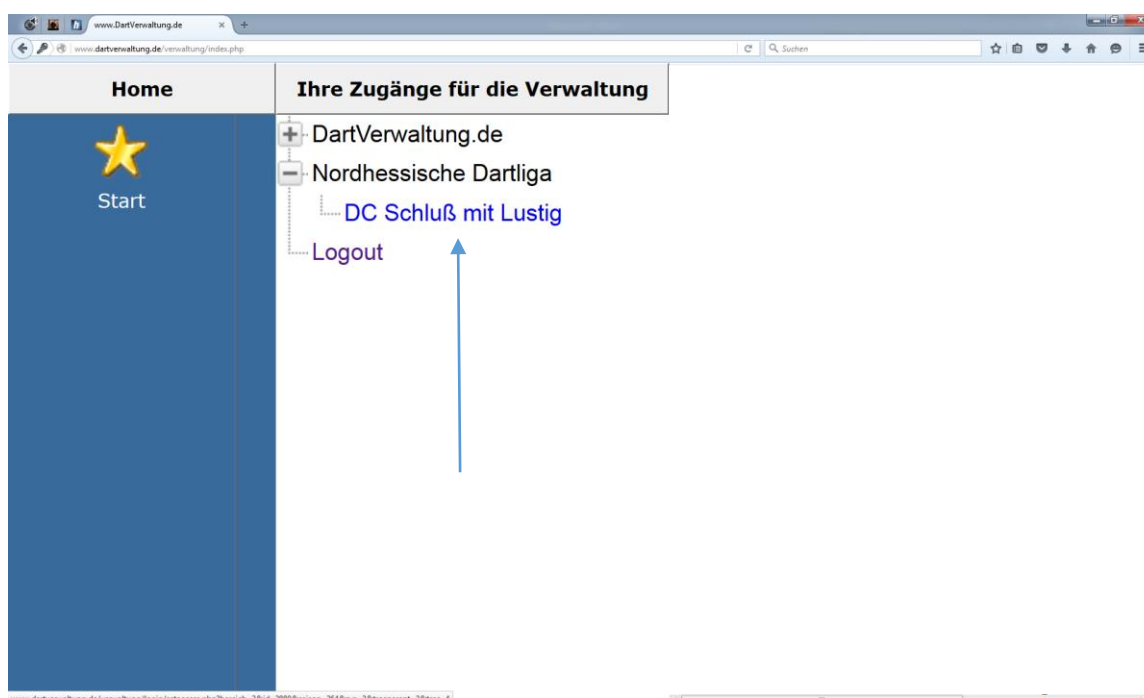 www.DartVerwaltung.de
www.dartverwaltung.de/verwaltung/index.php
Suchen
Home
Ihre Zugänge für die Verwaltung
DartVerwaltung.de
Nordhessische Dartliga
Start
DC Schluß mit Lustig
Logout